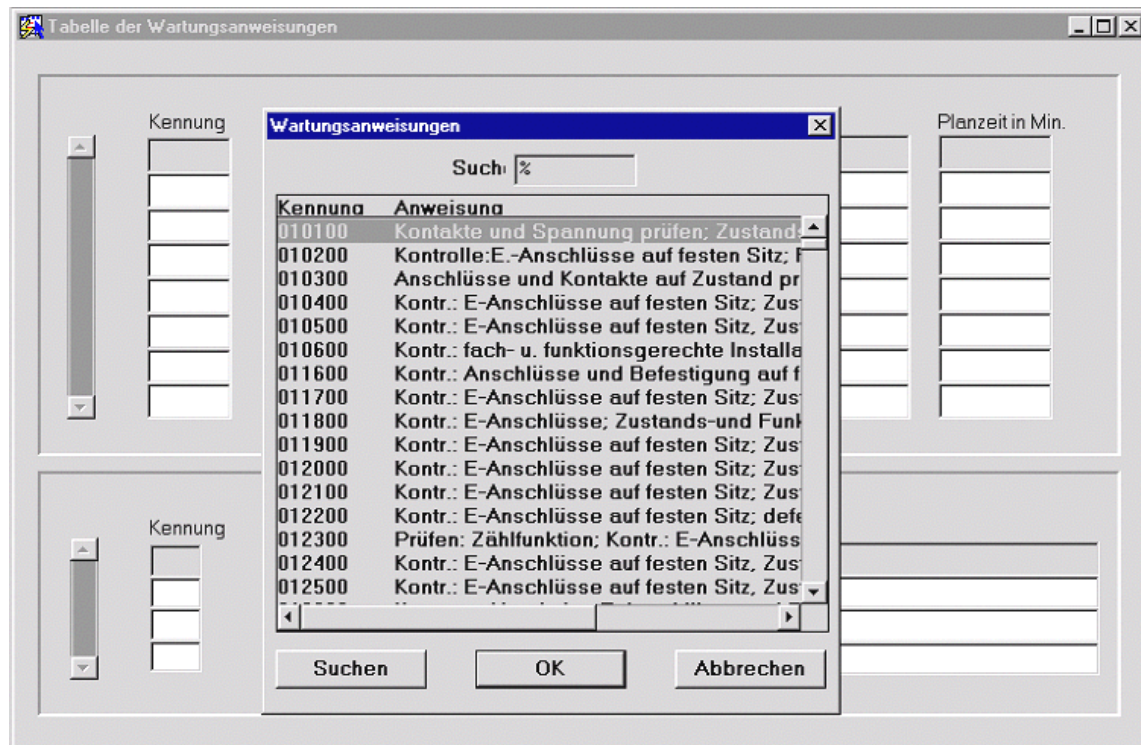 Tabelle der Wartungsanweisungen
Kennung
Planzeit in Min.
Wartungsanweisungen
Such %
Kennung Anweisung
010100 Kontakte und Spannung prüfen; Zustands
010200 Kontrolle:E.-Anschlüsse auf festen Sitz;
010300 Anschlüsse und Kontakte auf Zustand pr
010400 Kontr.: E-Anschlüsse auf festen Sitz; Zus
010500 Kontr.: E-Anschlüsse auf festen Sitz, Zus
010600 Kontr.: fach- u. funktionsgerechte Installa
011600 Kontr.: Anschlüsse und Befestigung auf f
011700 Kontr.: E-Anschlüsse auf festen Sitz; Zus
011800 Kontr.: E-Anschlüsse; Zustands-und Funk
011900 Kontr.: E-Anschlüsse auf festen Sitz; Zus
012000 Kontr.: E-Anschlüsse auf festen Sitz; Zus
012100 Kontr.: E-Anschlüsse auf festen Sitz; Zus
012200 Kontr.: E-Anschlüsse auf festen Sitz; defe
012300 Prüfen: Zählfunktion; Kontr.: E-Anschlüss
012400 Kontr.: E-Anschlüsse auf festen Sitz, Zus
012500 Kontr.: E-Anschlüsse auf festen Sitz, Zus
Suchen OK Abbrechen
Kennung